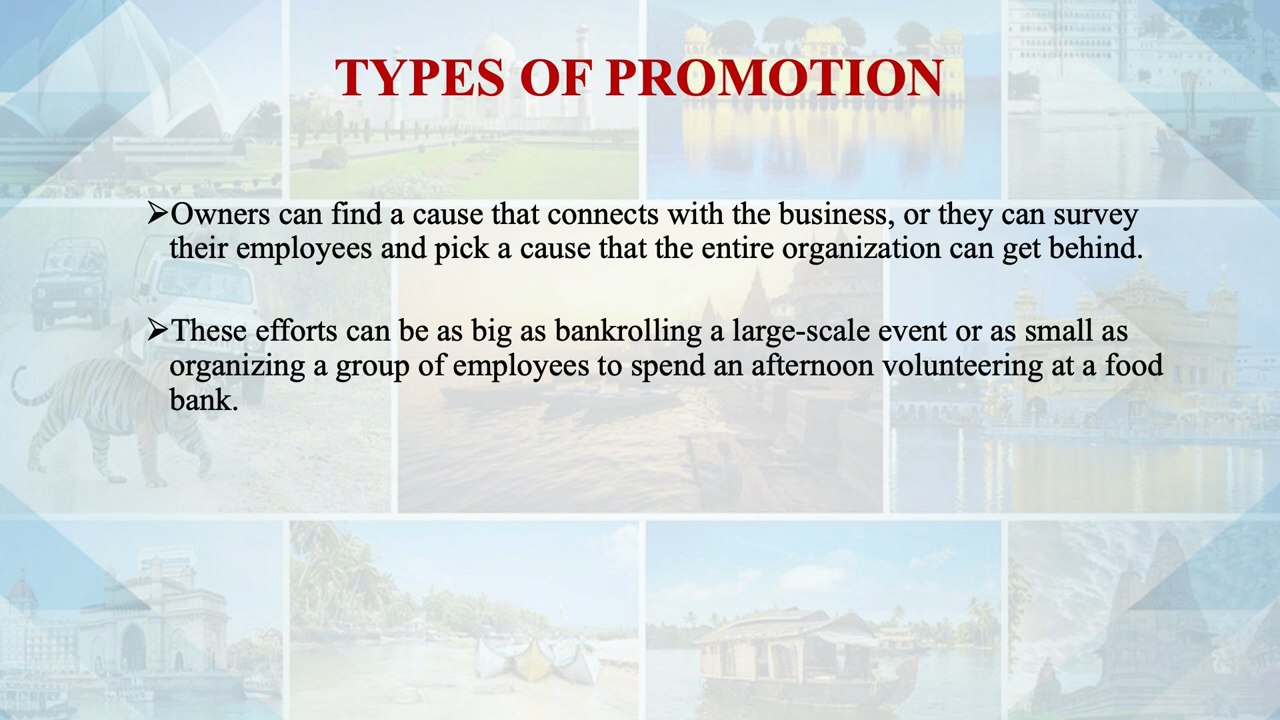 TYPES OF PROMOTION
➢Owners can find a cause that connects with the business, or they can survey
their employees and pick a cause that the entire organization can get behind.
➢These efforts can be as big as bankrolling a large-scale event or as small as
organizing a group of employees to spend an afternoon volunteering at a food
bank.